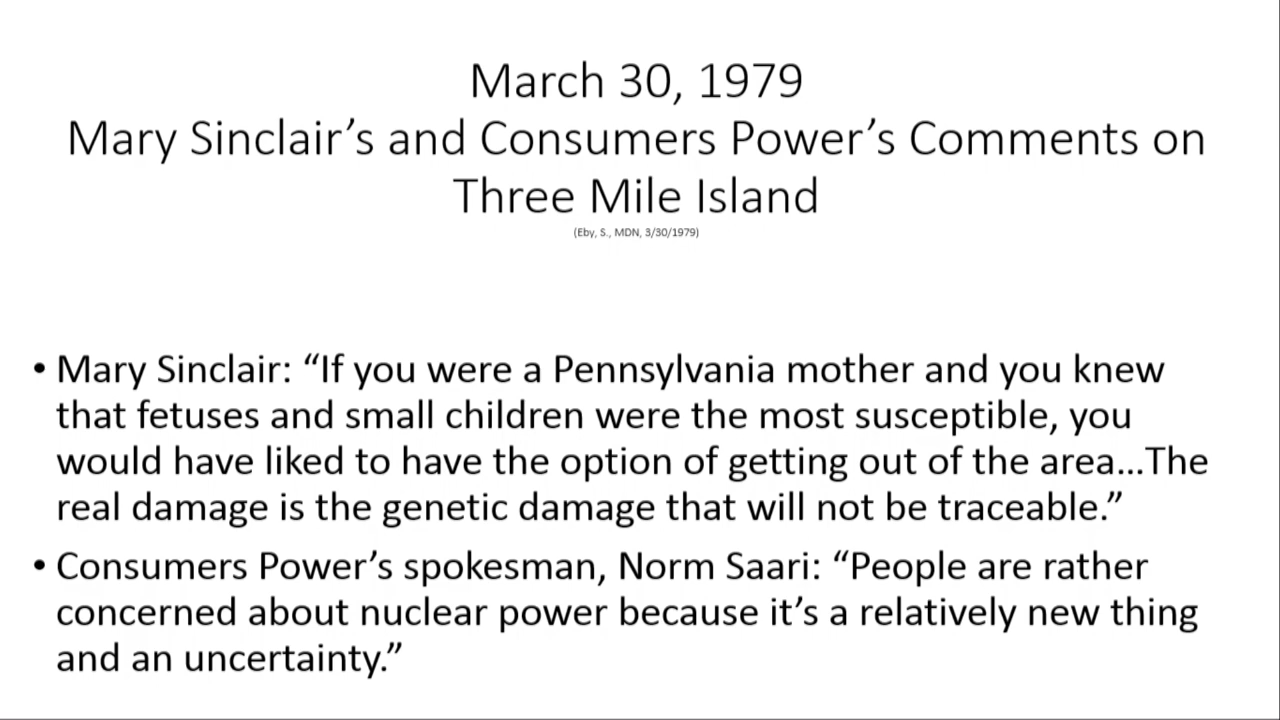 March 30, 1979
Mary Sinclair’s and Consumers Power’s Comments on
Three Mile Island
(Eby, S., MDN, 3/30/1979)
• Mary Sinclair: “If you were a Pennsylvania mother and you knew
that fetuses and small children were the most susceptible, you
would have liked to have the option of getting out of the area…The
real damage is the genetic damage that will not be traceable.”
• Consumers Power’s spokesman, Norm Saari: “People are rather
concerned about nuclear power because it’s a relatively new thing
and an uncertainty.”